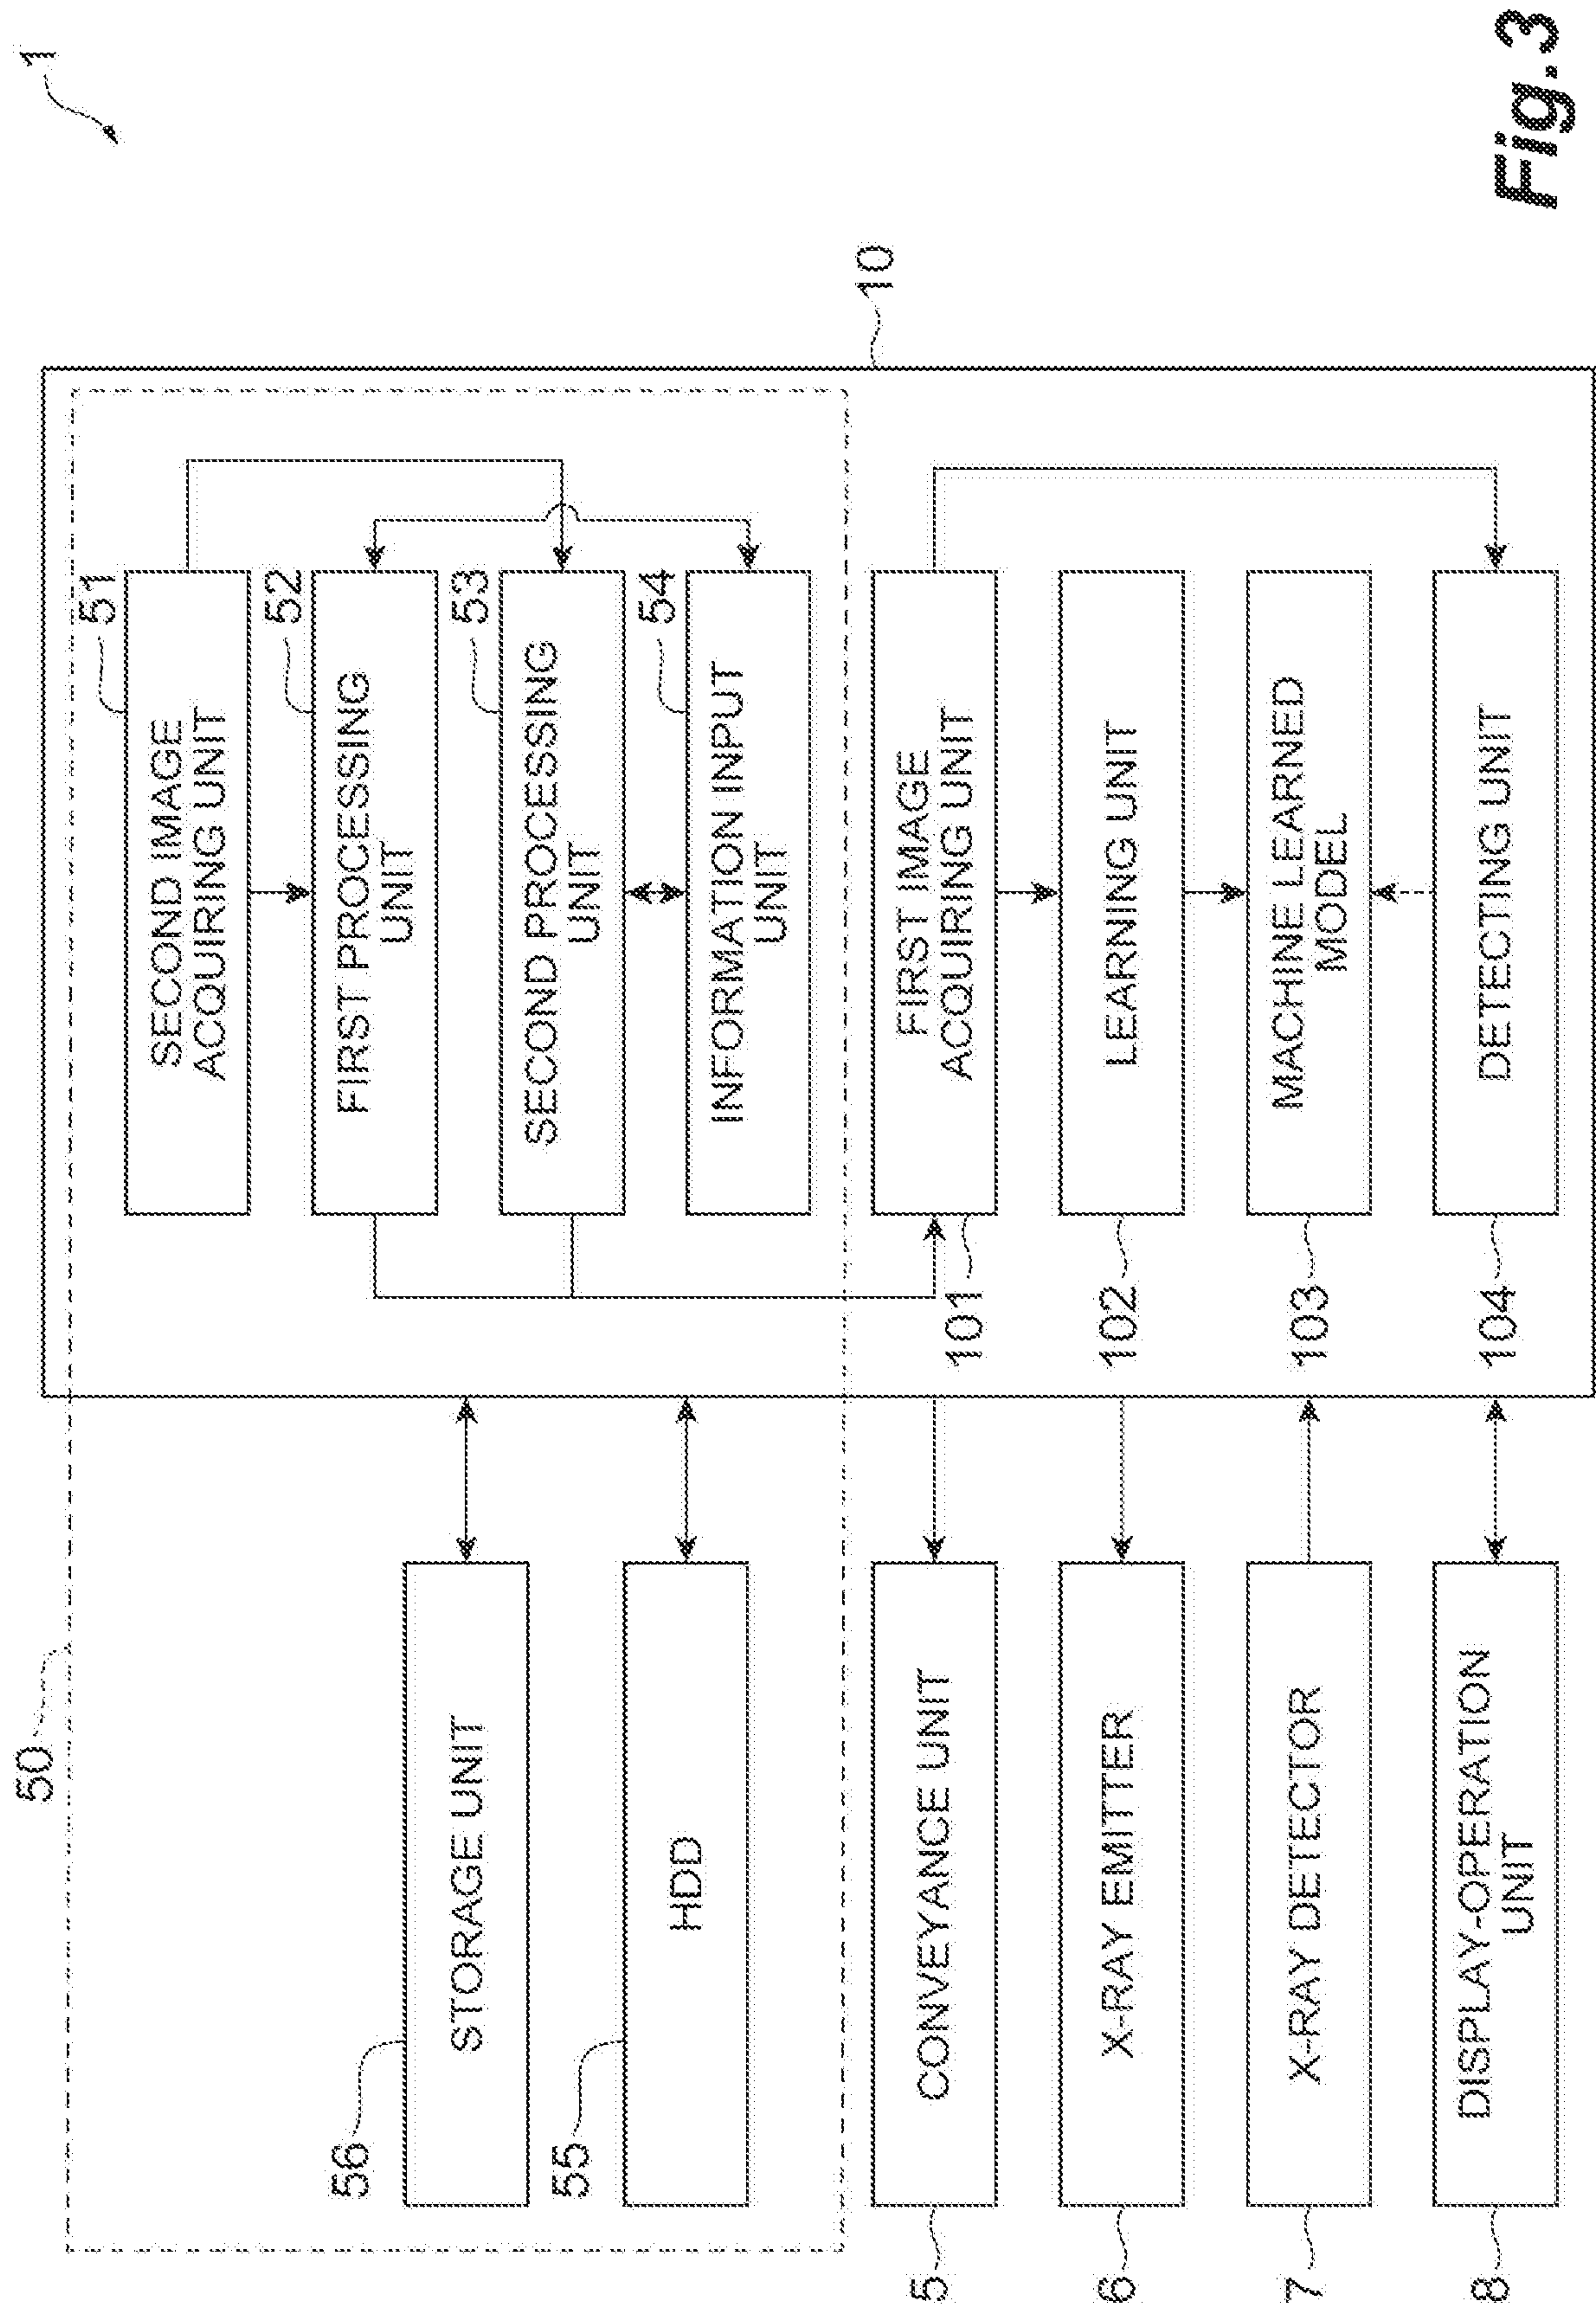 1
50
10
56
STORAGE UNIT
55
HDD
5
CONVEYANCE UNIT
6
X-RAY EMITTER
7
X-RAY DETECTOR
8
DISPLAY-OPERATION
UNIT
51
SECOND IMAGE
ACQUIRING UNIT
52
FIRST PROCESSING
UNIT
53
SECOND PROCESSING
UNIT
54
INFORMATION INPUT
UNIT
101
FIRST IMAGE
ACQUIRING UNIT
102
LEARNING UNIT
103
MACHINE LEARNED
MODEL
104
DETECTING UNIT
Fig.3